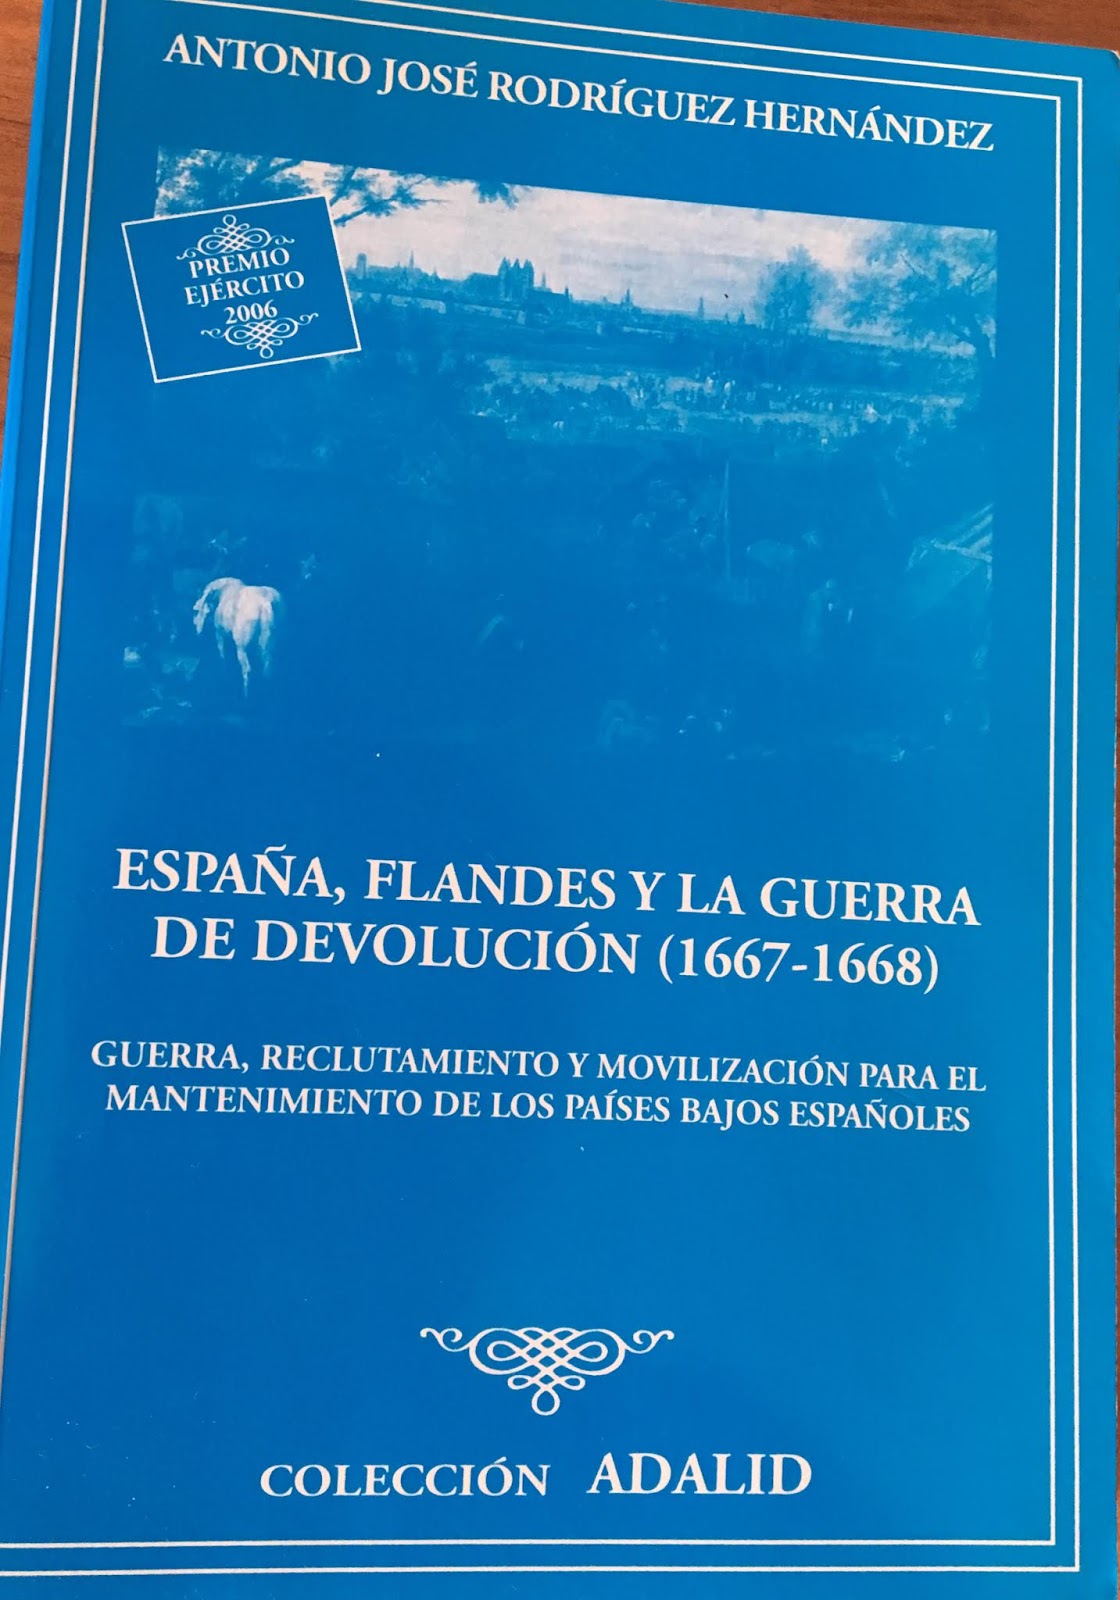 ANTONIO JOSÉ RODRÍGUEZ HERNÁNDEZ
PREMIO
EJÉRCITO
2006
ESPAÑA, FLANDES Y LA GUERRA
DE DEVOLUCIÓN (1667-1668)
GUERRA, RECLUTAMIENTO Y MOVILIZACIÓN PARA EL
MANTENIMIENTO DE LOS PAÍSES BAJOS ESPAÑOLES
COLECCIÓN ADALID